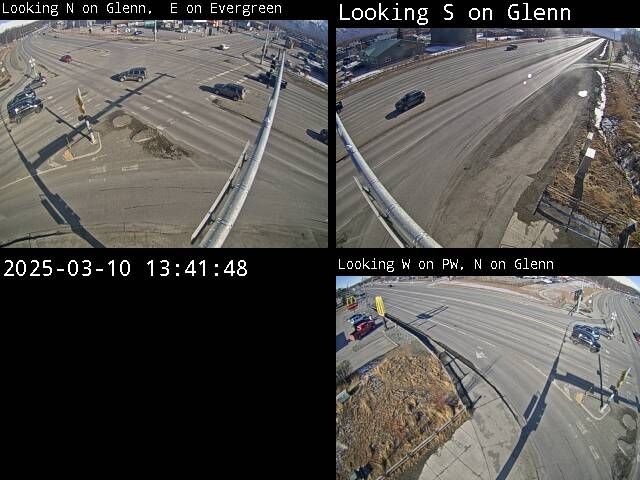 Looking N on Glenn,  E on Evergreen
Looking S on Glenn
2025-03-10 13:41:48
Looking W on PW, N on Glenn